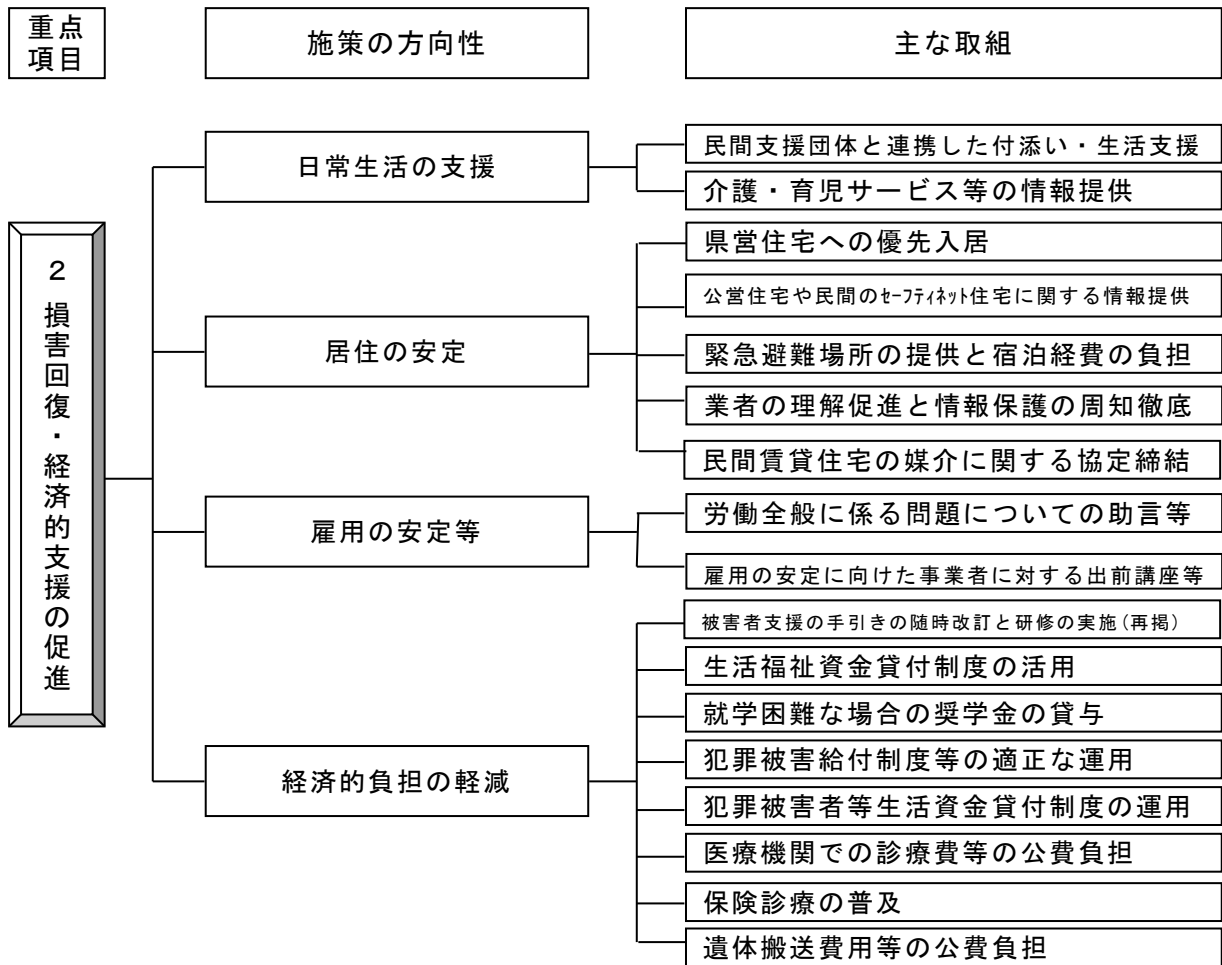 重点
項目
施策の方向性
主な取組
2 損害回復・経済的支援の促進
日常生活の支援
民間支援団体と連携した付添い・生活支援
介護・育児サービス等の情報提供
居住の安定
県営住宅への優先入居
公営住宅や民間のｾｰﾌﾃｨﾈｯﾄ住宅に関する情報提供
緊急避難場所の提供と宿泊経費の負担
業者の理解促進と情報保護の周知徹底
民間賃貸住宅の媒介に関する協定締結
雇用の安定等
労働全般に係る問題についての助言等
雇用の安定に向けた事業者に対する出前講座等
経済的負担の軽減
被害者支援の手引きの随時改訂と研修の実施(再掲)
生活福祉資金貸付制度の活用
就学困難な場合の奨学金の貸与
犯罪被害給付制度等の適正な運用
犯罪被害者等生活資金貸付制度の運用
医療機関での診療費等の公費負担
保険診療の普及
遺体搬送費用等の公費負担